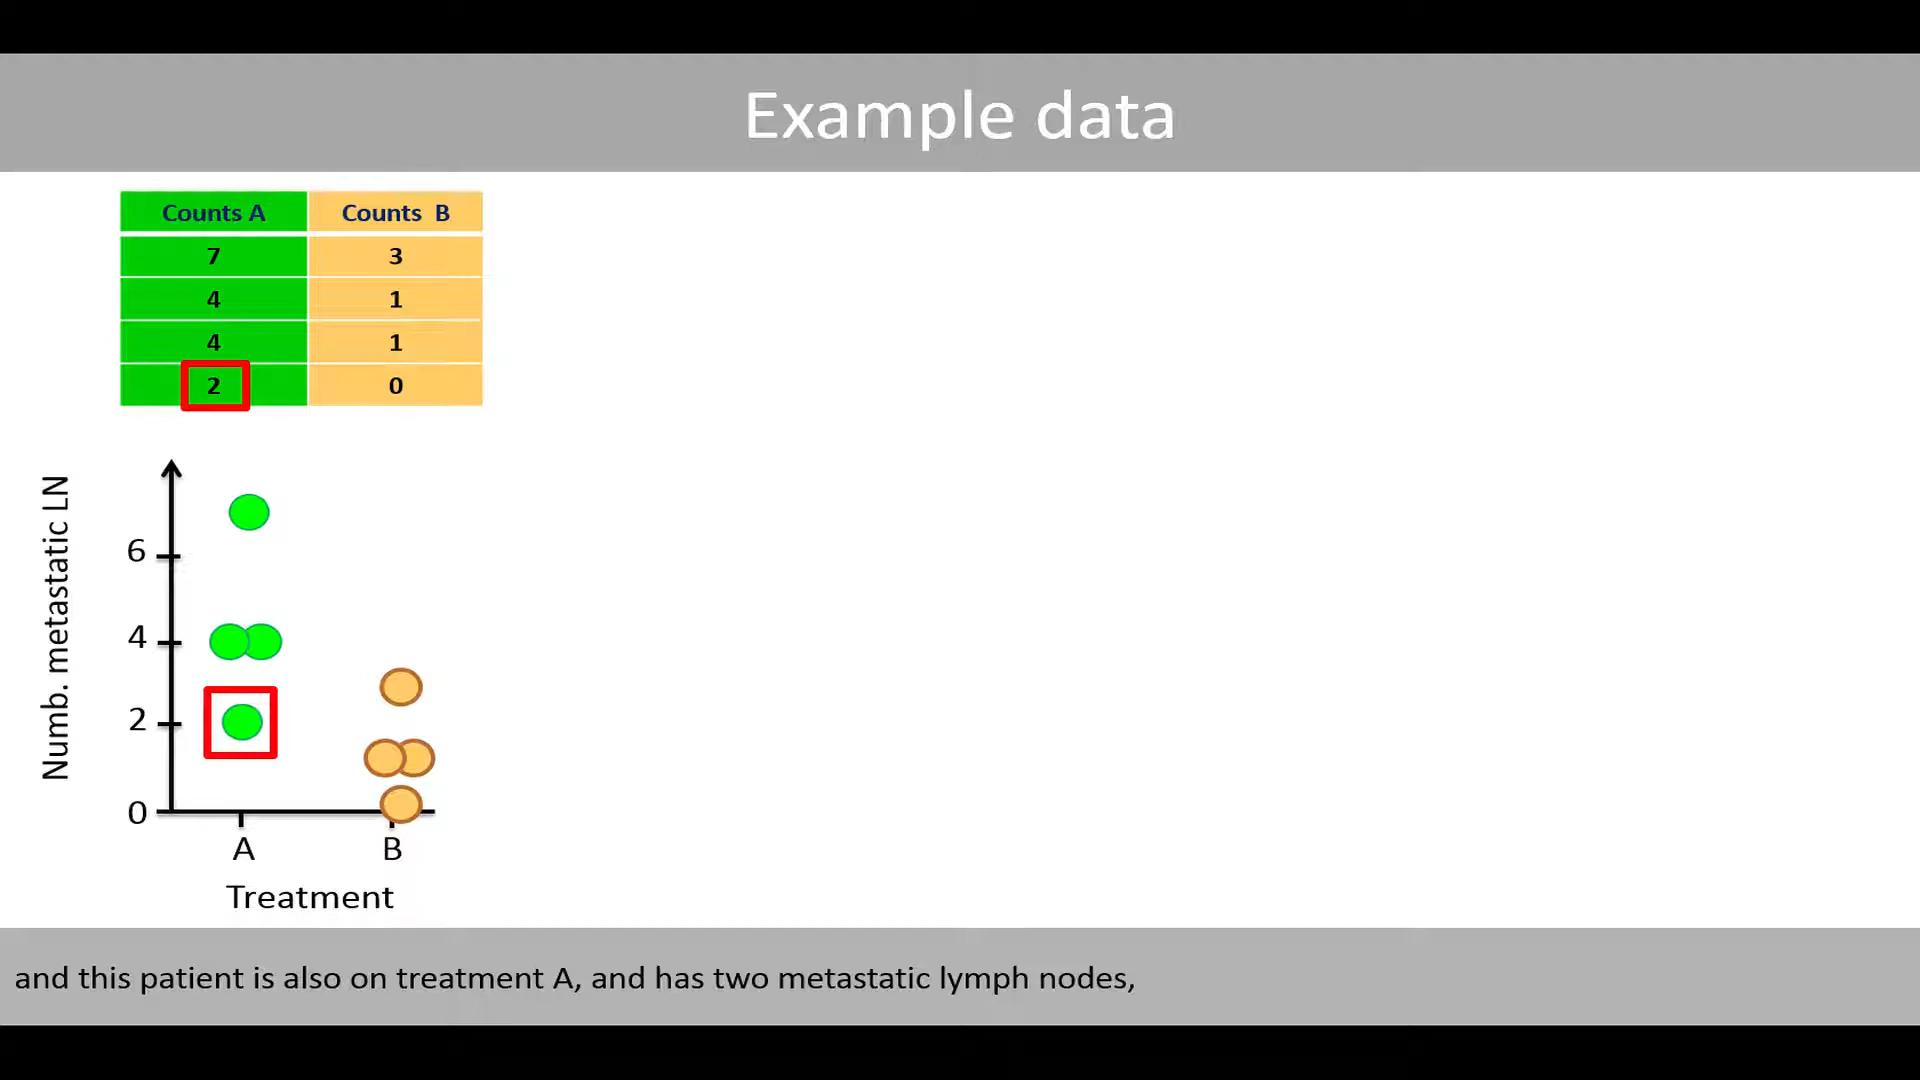 Example data
Counts A Counts B
7 3
4 1
4 1
2 0
Numb. metastatic LN
6
4
2
0
A B
Treatment
and this patient is also on treatment A, and has two metastatic lymph nodes,